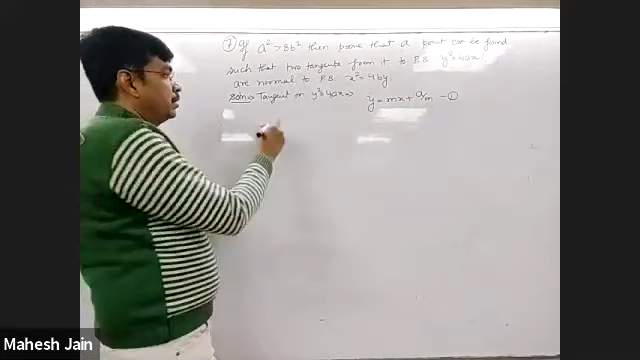 ⑦ If a² > 8b² then prove that a point can be found
such that two tangents from it to P.B. y² = 4ax
are normal to P.B. x² = 4by.
Soln ⇒ Tangent on y² = 4ax ⇒ y = mx + a/m - ①
Mahesh Jain